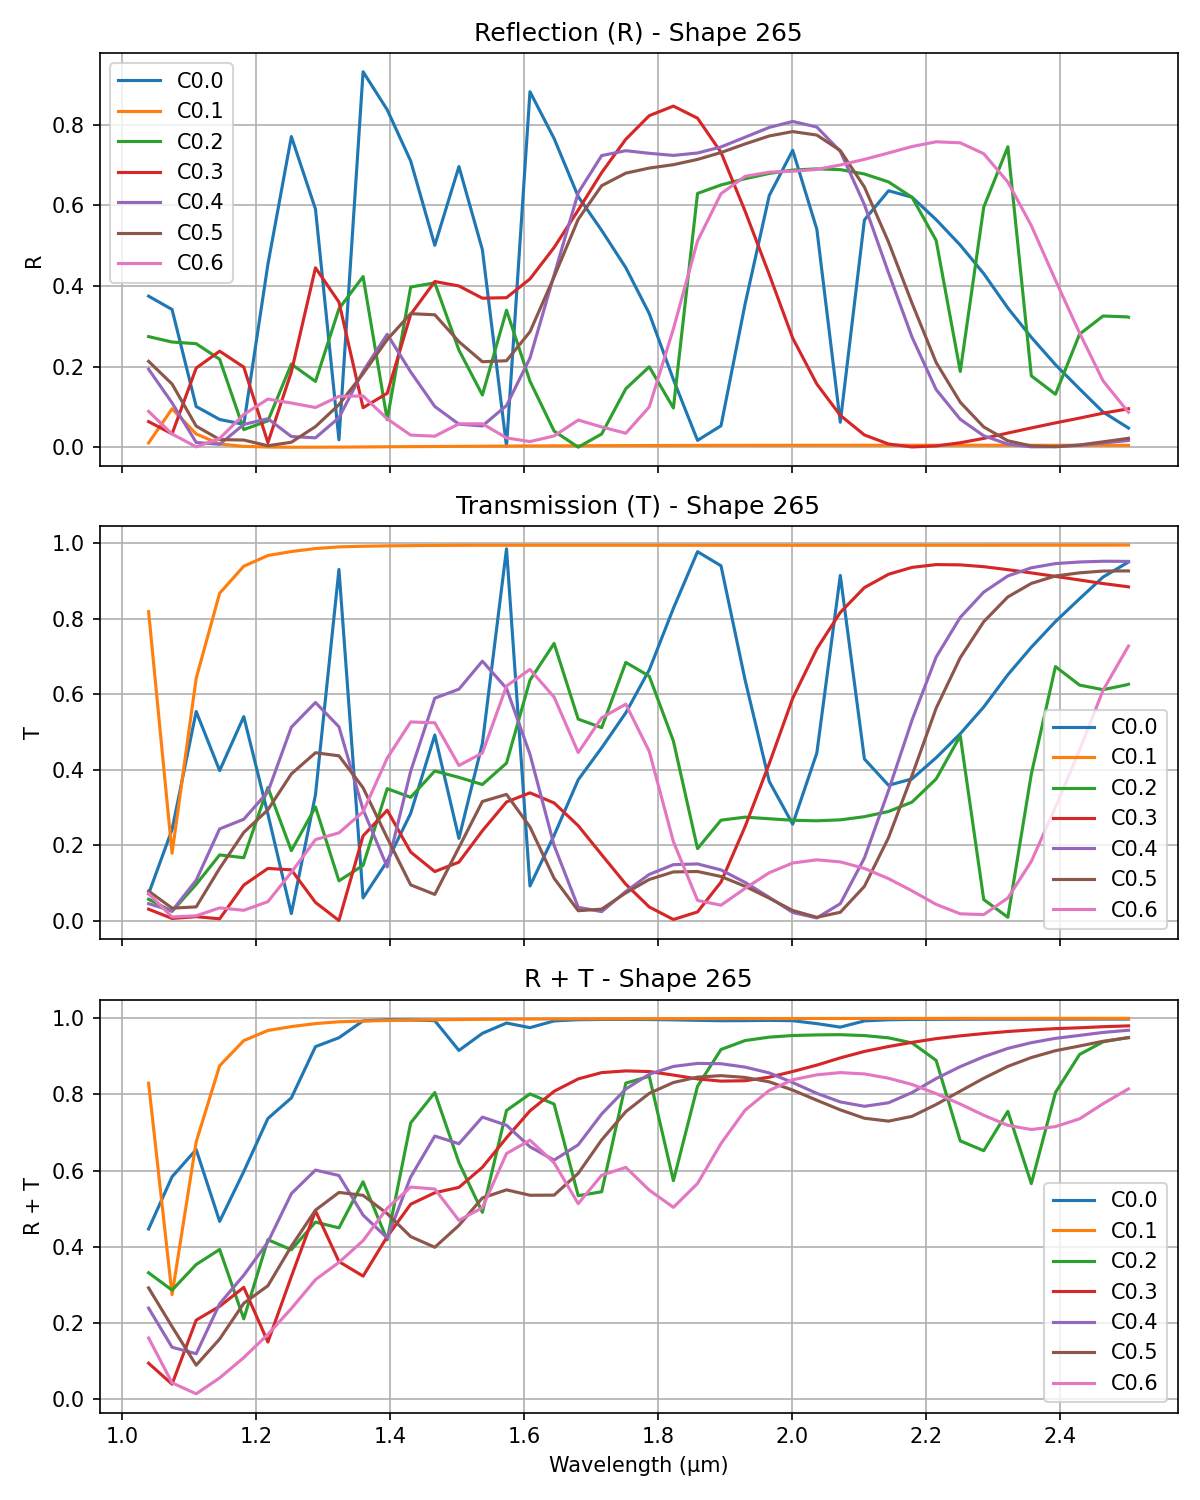 Reflection (R) - Shape 265
R
0.8
0.6
0.4
0.2
0.0
C0.0
C0.1
C0.2
C0.3
C0.4
C0.5
C0.6
Transmission (T) - Shape 265
T
1.0
0.8
0.6
0.4
0.2
0.0
C0.0
C0.1
C0.2
C0.3
C0.4
C0.5
C0.6
R + T - Shape 265
R + T
1.0
0.8
0.6
0.4
0.2
0.0
C0.0
C0.1
C0.2
C0.3
C0.4
C0.5
C0.6
1.0 1.2 1.4 1.6 1.8 2.0 2.2 2.4
Wavelength (μm)